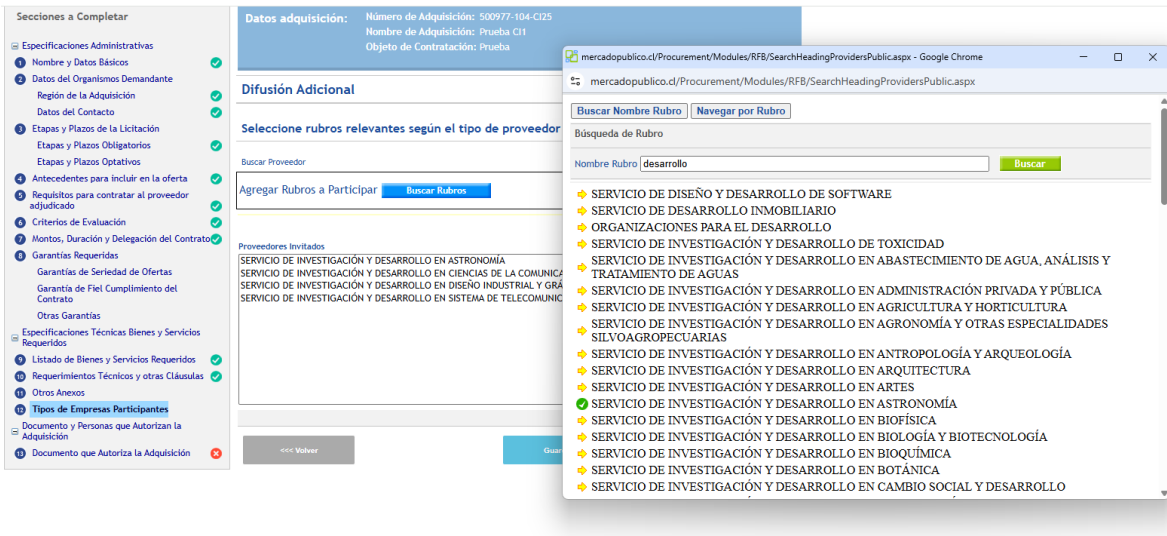 Secciones a Completar
Especificaciones Administrativas
1 Nombre y Datos Básicos
2 Datos del Organismos Demandante
Región de la Adquisición
Datos del Contacto
3 Etapas y Plazos de la Licitación
Etapas y Plazos Obligatorios
Etapas y Plazos Optativos
4 Antecedentes para incluir en la oferta
5 Requisitos para contratar al proveedor
adjudicado
6 Criterios de Evaluación
7 Montos, Duración y Delegación del Contrato
8 Garantías Requeridas
Garantías de Seriedad de Ofertas
Garantía de Fiel Cumplimiento del
Contrato
Otras Garantías
Especificaciones Técnicas Bienes y Servicios
Requeridos
9 Listado de Bienes y Servicios Requeridos
10 Requerimientos Técnicos y otras Cláusulas
11 Otros Anexos
12 Tipos de Empresas Participantes
Documento y Personas que Autorizan la
Adquisición
13 Documento que Autoriza la Adquisición
Datos adquisición:
Número de Adquisición: 500977-104-CI25
Nombre de Adquisición: Prueba CI1
Objeto de Contratación: Prueba
Difusión Adicional
Seleccione rubros relevantes según el tipo de proveedor
Buscar Proveedor
Agregar Rubros a Participar Buscar Rubros
Proveedores Invitados
SERVICIO DE INVESTIGACIÓN Y DESARROLLO EN ASTRONOMÍA
SERVICIO DE INVESTIGACIÓN Y DESARROLLO EN CIENCIAS DE LA COMUNICA
SERVICIO DE INVESTIGACIÓN Y DESARROLLO EN DISEÑO INDUSTRIAL Y GRÁ
SERVICIO DE INVESTIGACIÓN Y DESARROLLO EN SISTEMA DE TELECOMUNIC
<<< Volver
Guar
mercadopublico.cl/Procurement/Modules/RFB/SearchHeadingProvidersPublic.aspx - Google Chrome
mercadopublico.cl/Procurement/Modules/RFB/SearchHeadingProvidersPublic.aspx
Buscar Nombre Rubro Navegar por Rubro
Búsqueda de Rubro
Nombre Rubro desarrollo Buscar
SERVICIO DE DISEÑO Y DESARROLLO DE SOFTWARE
SERVICIO DE DESARROLLO INMOBILIARIO
ORGANIZACIONES PARA EL DESARROLLO
SERVICIO DE INVESTIGACIÓN Y DESARROLLO DE TOXICIDAD
SERVICIO DE INVESTIGACIÓN Y DESARROLLO EN ABASTECIMIENTO DE AGUA, ANÁLISIS Y
TRATAMIENTO DE AGUAS
SERVICIO DE INVESTIGACIÓN Y DESARROLLO EN ADMINISTRACIÓN PRIVADA Y PÚBLICA
SERVICIO DE INVESTIGACIÓN Y DESARROLLO EN AGRICULTURA Y HORTICULTURA
SERVICIO DE INVESTIGACIÓN Y DESARROLLO EN AGRONOMÍA Y OTRAS ESPECIALIDADES
SILVOAGROPECUARIAS
SERVICIO DE INVESTIGACIÓN Y DESARROLLO EN ANTROPOLOGÍA Y ARQUEOLOGÍA
SERVICIO DE INVESTIGACIÓN Y DESARROLLO EN ARQUITECTURA
SERVICIO DE INVESTIGACIÓN Y DESARROLLO EN ARTES
SERVICIO DE INVESTIGACIÓN Y DESARROLLO EN ASTRONOMÍA
SERVICIO DE INVESTIGACIÓN Y DESARROLLO EN BIOFÍSICA
SERVICIO DE INVESTIGACIÓN Y DESARROLLO EN BIOLOGÍA Y BIOTECNOLOGÍA
SERVICIO DE INVESTIGACIÓN Y DESARROLLO EN BIOQUÍMICA
SERVICIO DE INVESTIGACIÓN Y DESARROLLO EN BOTÁNICA
SERVICIO DE INVESTIGACIÓN Y DESARROLLO EN CAMBIO SOCIAL Y DESARROLLO